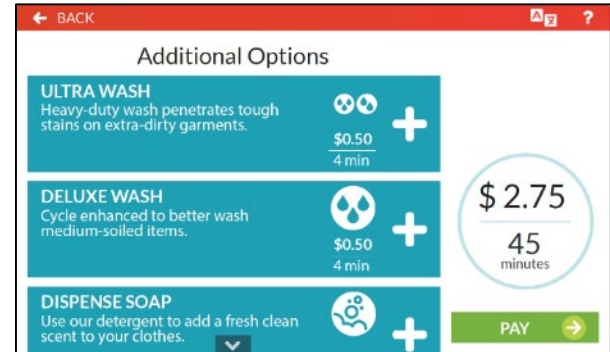 BACK
A文 ?
Additional Options
ULTRA WASH
Heavy-duty wash penetrates tough
stains on extra-dirty garments.
$0.50
4 min
DELUXE WASH
Cycle enhanced to better wash
medium-soiled items.
$0.50
4 min
DISPENSE SOAP
Use our detergent to add a fresh clean
scent to your clothes.
$ 2.75
45
minutes
PAY